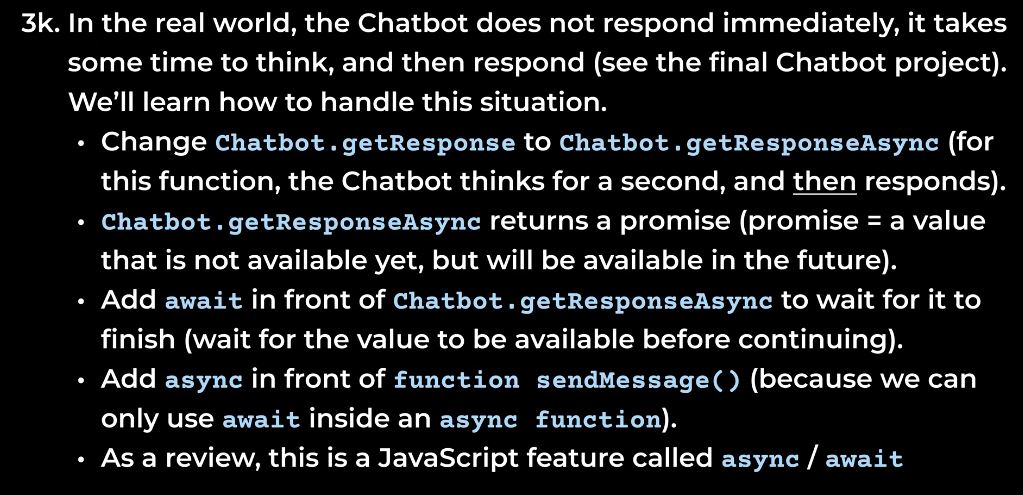 3k. In the real world, the Chatbot does not respond immediately, it takes
some time to think, and then respond (see the final Chatbot project).
We’ll learn how to handle this situation.
• Change Chatbot.getResponse to Chatbot.getResponseAsync (for
this function, the Chatbot thinks for a second, and then responds).
• Chatbot.getResponseAsync returns a promise (promise = a value
that is not available yet, but will be available in the future).
• Add await in front of Chatbot.getResponseAsync to wait for it to
finish (wait for the value to be available before continuing).
• Add async in front of function sendMessage() (because we can
only use await inside an async function).
• As a review, this is a JavaScript feature called async / await